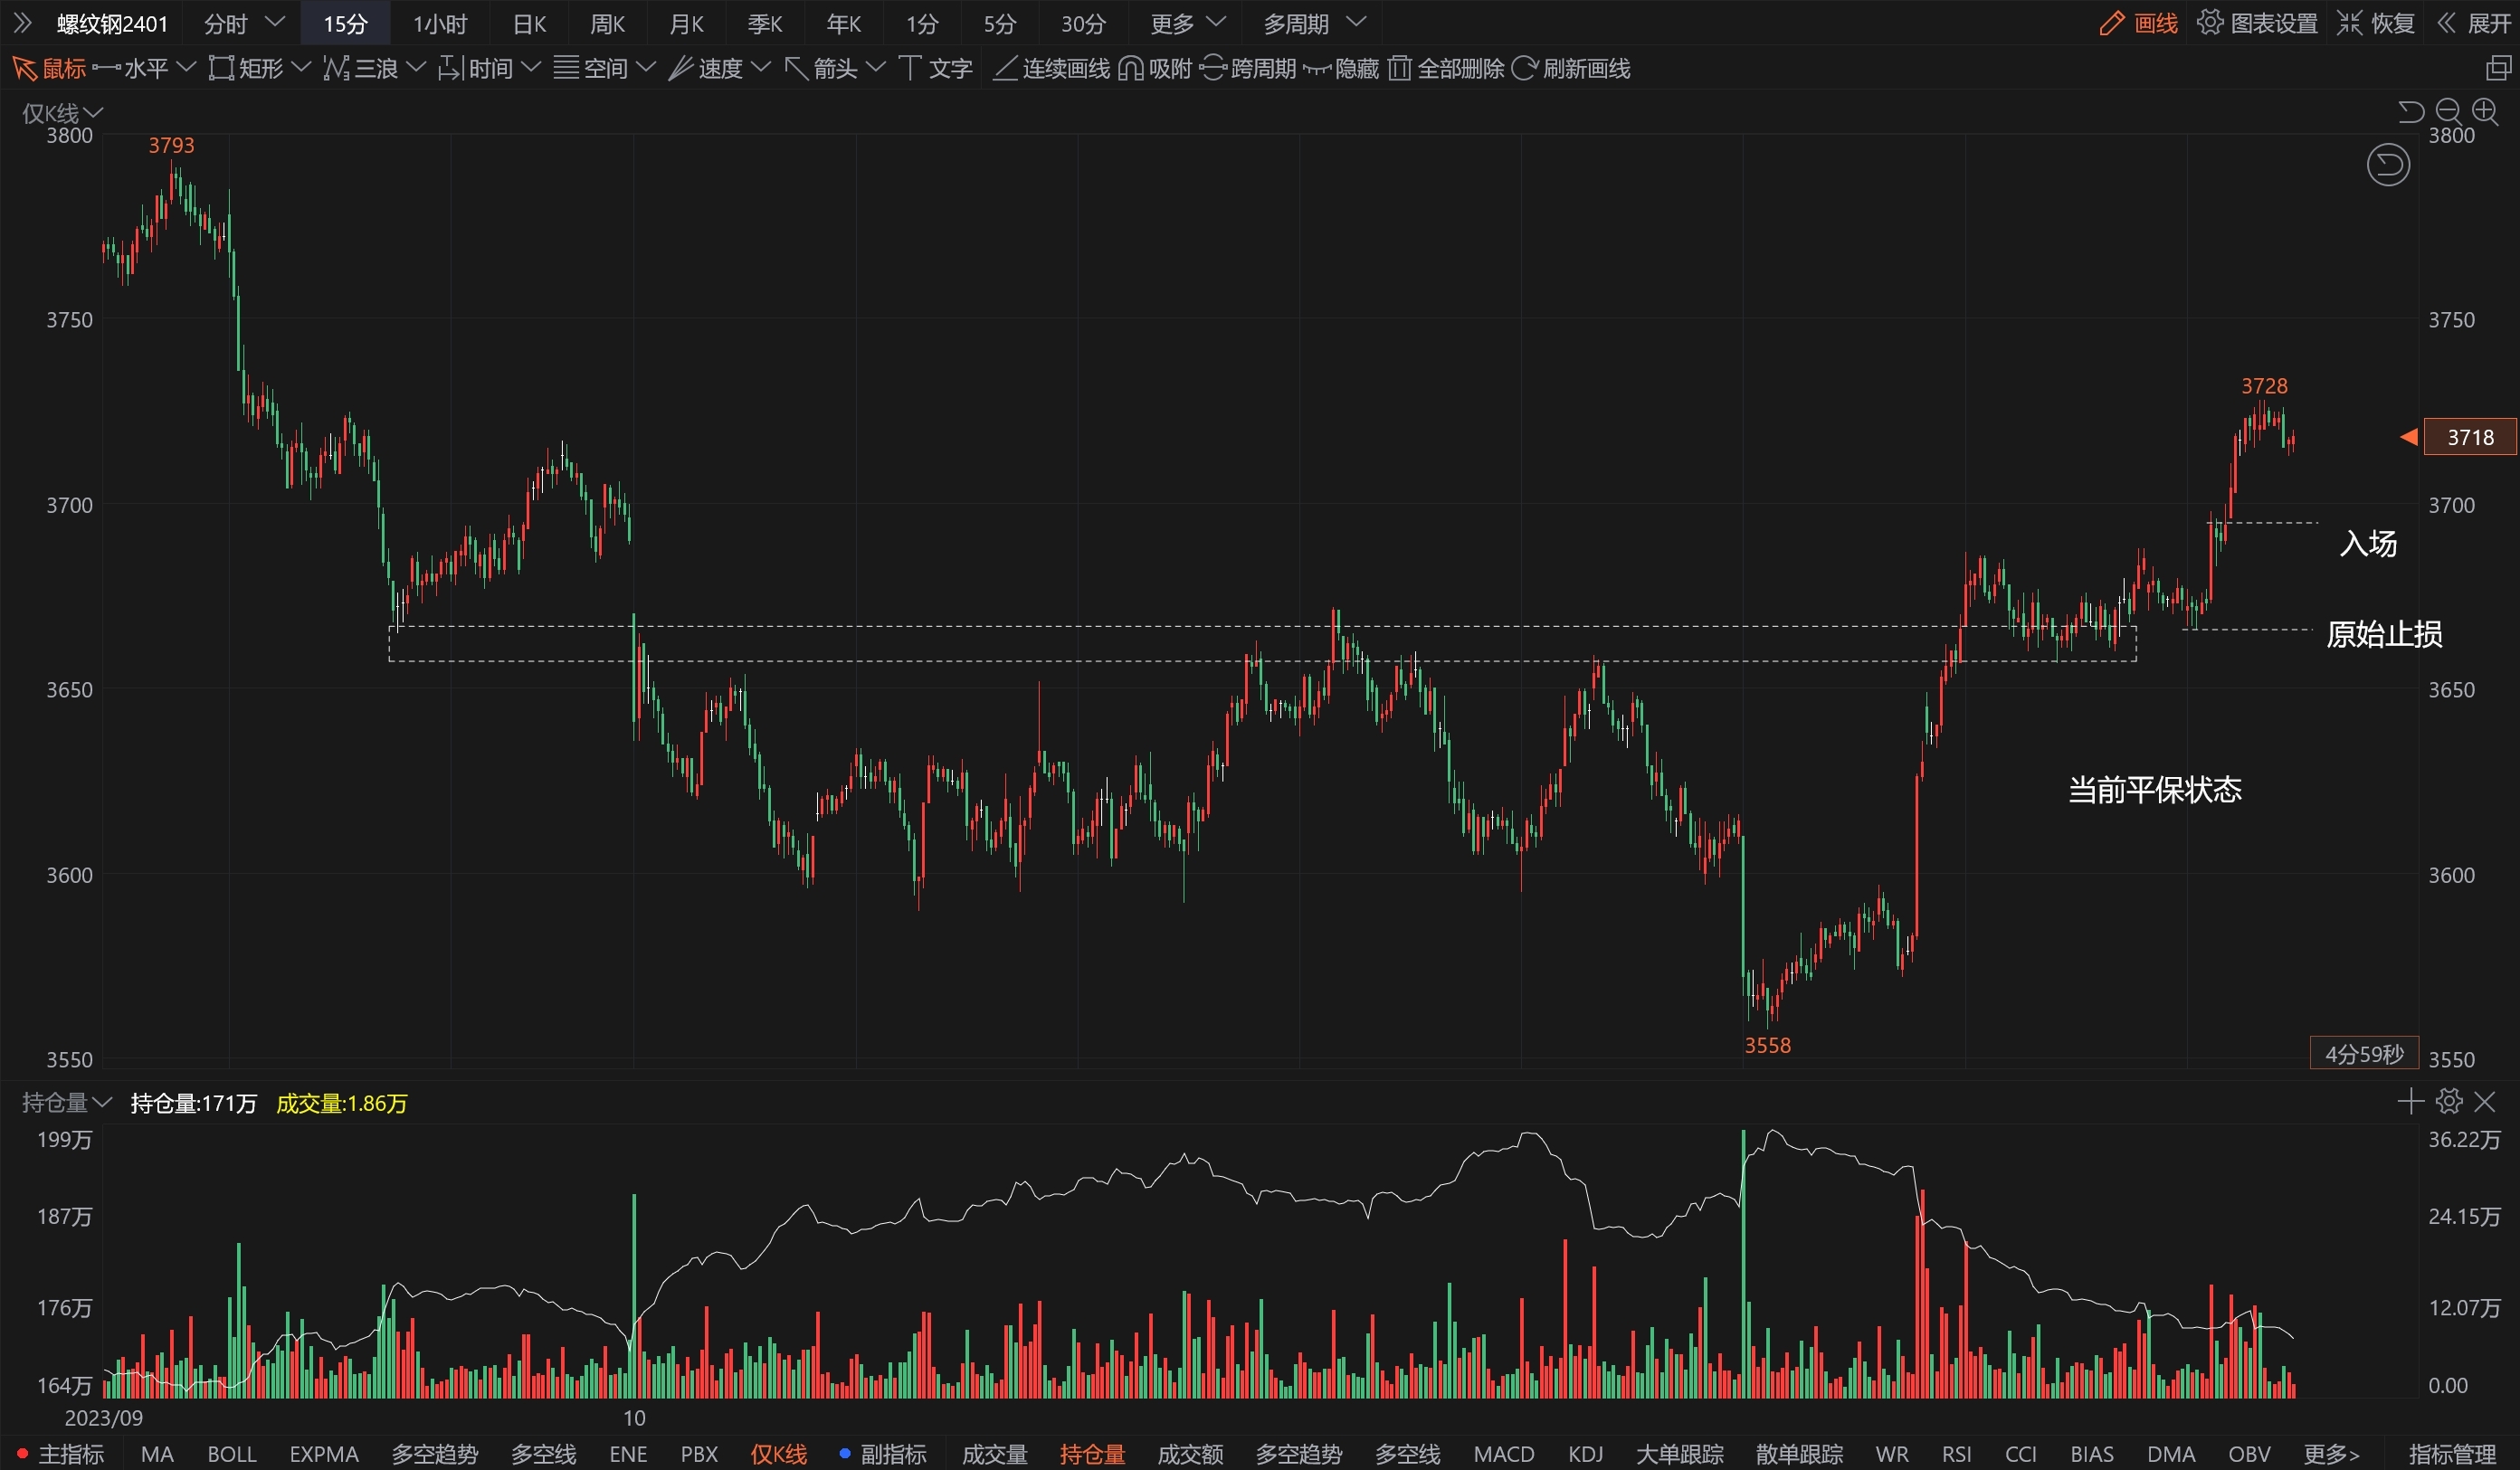 螺纹钢2401 分时 15分 1小时 日K 周K 月K 季K 年K 1分 5分 30分 更多 多周期 画线 图表设置 恢复 展开
鼠标 水平 矩形 三浪 时间 空间 速度 箭头 文字 连续画线 吸附 跨周期 隐藏 全部删除 刷新画线
仅K线
3800 3800
3793
3750 3750
3728
3718
3700 3700
入场
原始止损
3650 3650
当前平保状态
3600 3600
3558
4分59秒
3550 3550
持仓量 持仓量:171万 成交量:1.86万
199万 36.22万
187万 24.15万
176万 12.07万
164万 0.00
2023/09 10
主指标 MA BOLL EXPMA 多空趋势 多空线 ENE PBX 仅K线 副指标 成交量 持仓量 成交额 多空趋势 多空线 MACD KDJ 大单跟踪 散单跟踪 WR RSI CCI BIAS DMA OBV 更多> 指标管理